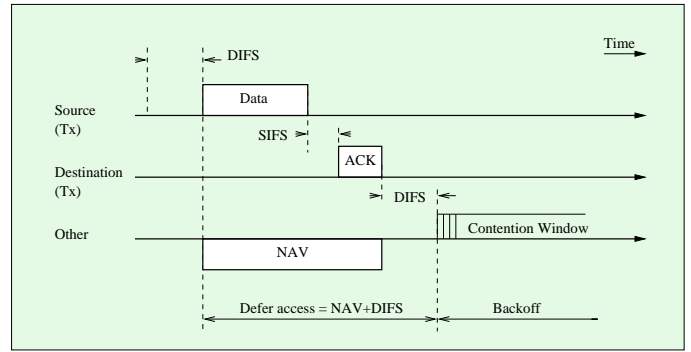 Time
DIFS
Data
Source
(Tx)
SIFS
ACK
Destination
(Tx)
DIFS
Other
Contention Window
NAV
Defer access = NAV+DIFS
Backoff